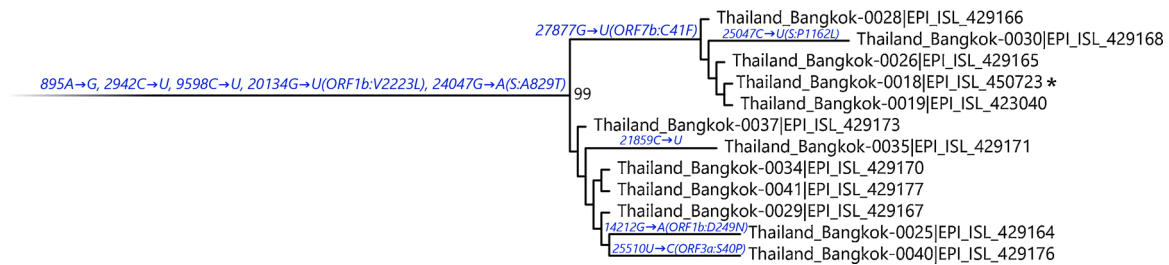 Thailand_Bangkok-0028|EPI_ISL_429166
27877G→U(ORF7b:C41F)
25047C→U(S:P1162L)
Thailand_Bangkok-0030|EPI_ISL_429168
Thailand_Bangkok-0026|EPI_ISL_429165
895A→G, 2942C→U, 9598C→U, 20134G→U(ORF1b:V2223L), 24047G→A(S:A829T)
Thailand_Bangkok-0018|EPI_ISL_450723 *
99
Thailand_Bangkok-0019|EPI_ISL_423040
Thailand_Bangkok-0037|EPI_ISL_429173
21859C→U
Thailand_Bangkok-0035|EPI_ISL_429171
Thailand_Bangkok-0034|EPI_ISL_429170
Thailand_Bangkok-0041|EPI_ISL_429177
Thailand_Bangkok-0029|EPI_ISL_429167
14212G→A(ORF1b:D249N)
Thailand_Bangkok-0025|EPI_ISL_429164
25510U→C(ORF3a:S40P)
Thailand_Bangkok-0040|EPI_ISL_429176